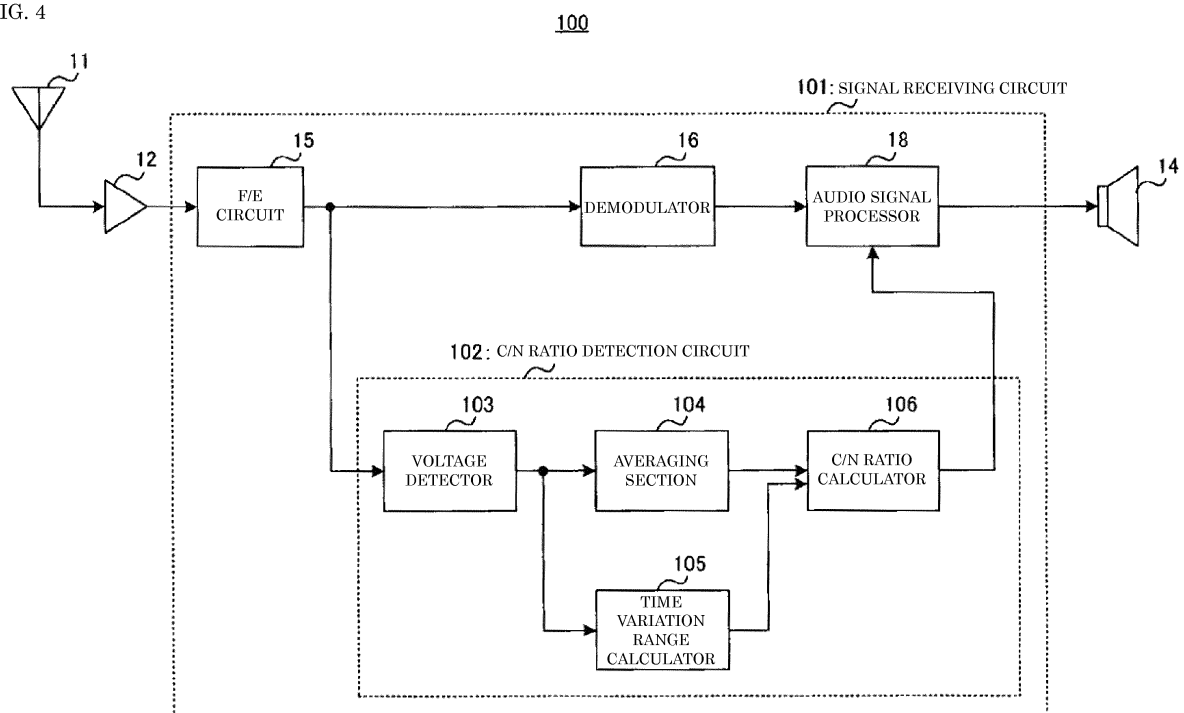 IG. 4
100
11
101: SIGNAL RECEIVING CIRCUIT
12
15
16
18
14
F/E
CIRCUIT
DEMODULATOR
AUDIO SIGNAL
PROCESSOR
102: C/N RATIO DETECTION CIRCUIT
103
104
106
VOLTAGE
DETECTOR
AVERAGING
SECTION
C/N RATIO
CALCULATOR
105
TIME
VARIATION
RANGE
CALCULATOR